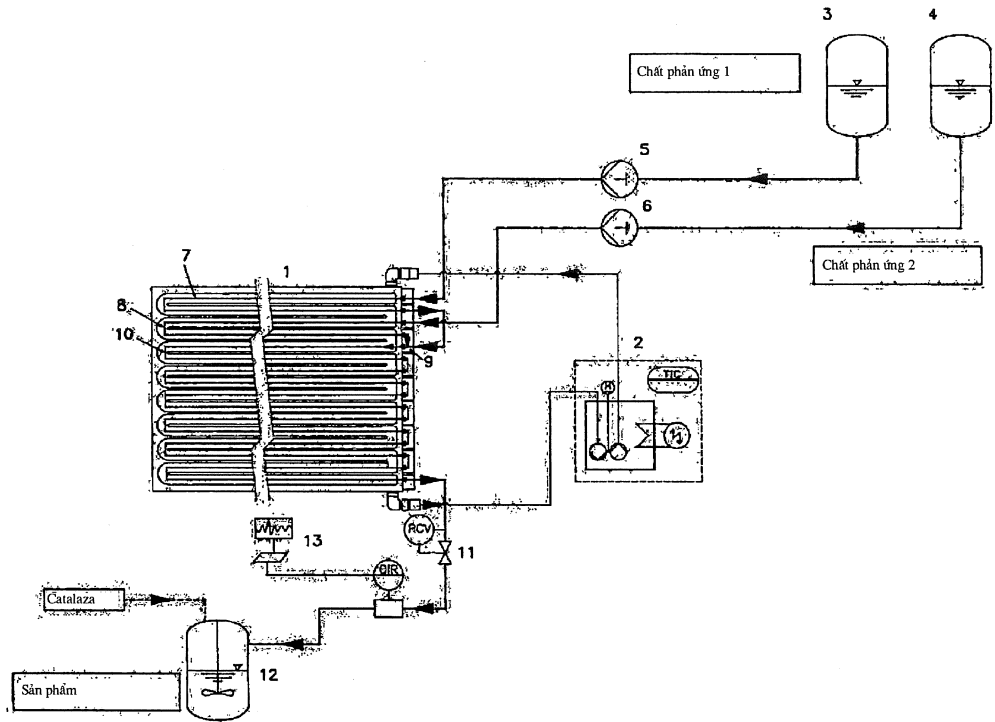 3
4
Chất phản ứng 1
5
6
Chất phản ứng 2
7
1
8
10
9
2
TIC
M
RCV
11
13
QIR
Catalaza
12
Sản phẩm